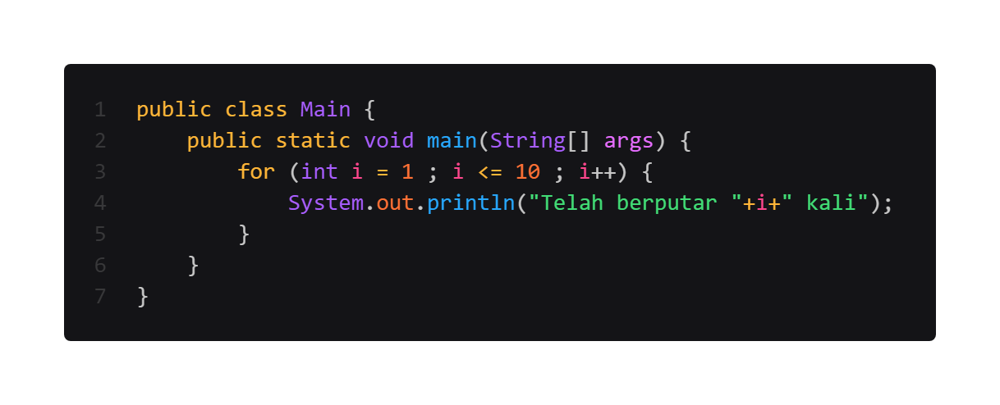 1 public class Main {
2     public static void main(String[] args) {
3         for (int i = 1 ; i <= 10 ; i++) {
4             System.out.println("Telah berputar "+i+" kali");
5         }
6     }
7 }